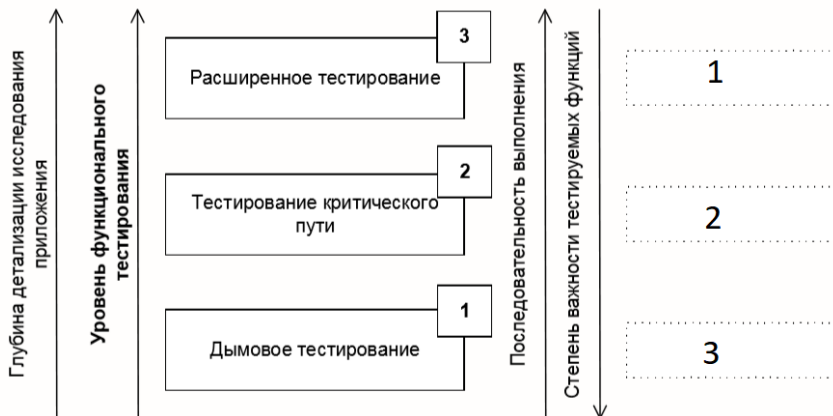 Глубина детализации исследования
приложения
Уровень функционального
тестирования
3
Расширенное тестирование
2
Тестирование критического
пути
1
Дымовое тестирование
Последовательность выполнения
Степень важности тестируемых функций
1
2
3